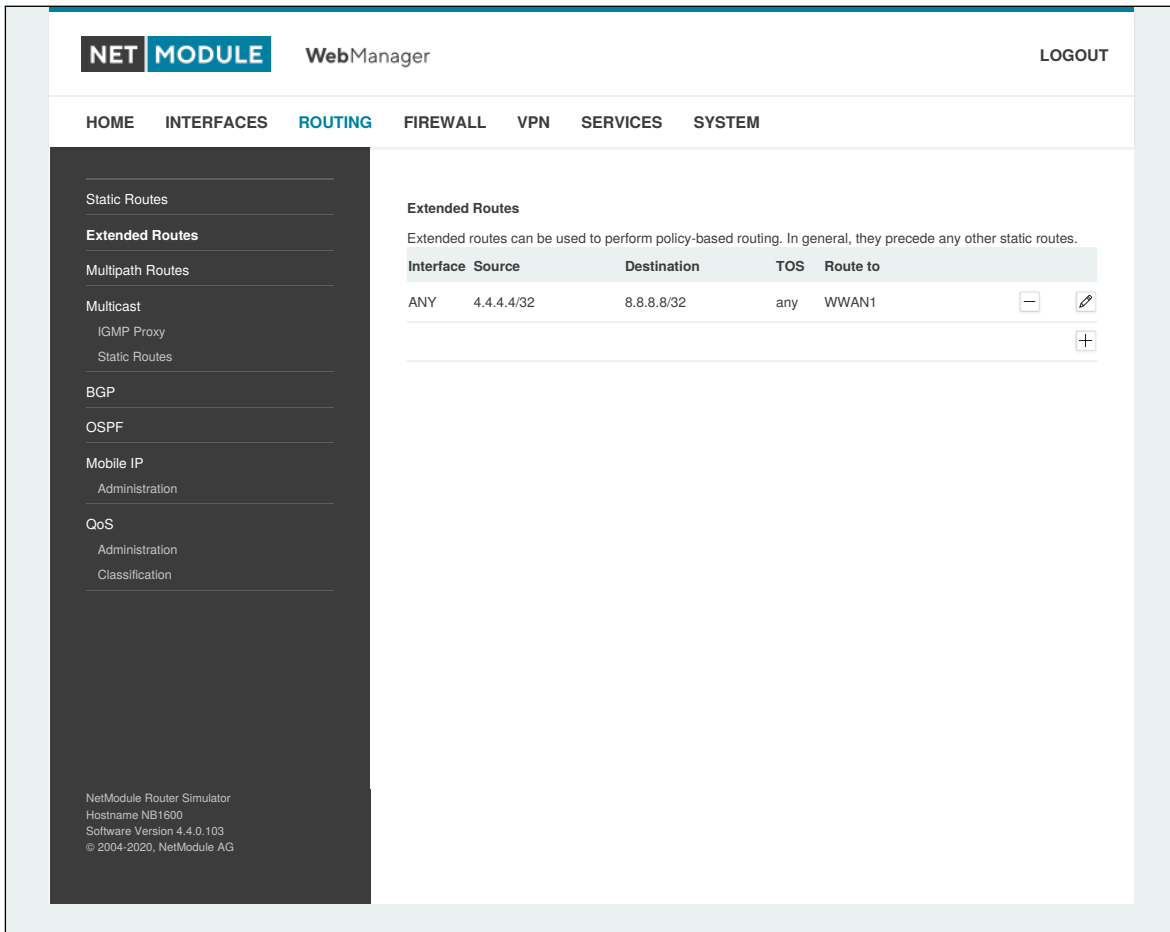 NET MODULE WebManager LOGOUT
HOME INTERFACES ROUTING FIREWALL VPN SERVICES SYSTEM
Static Routes
Extended Routes
Multipath Routes
Multicast
IGMP Proxy
Static Routes
BGP
OSPF
Mobile IP
Administration
QoS
Administration
Classification
NetModule Router Simulator
Hostname NB1600
Software Version 4.4.0.103
© 2004-2020, NetModule AG
Extended Routes
Extended routes can be used to perform policy-based routing. In general, they precede any other static routes.
Interface Source Destination TOS Route to
ANY 4.4.4.4/32 8.8.8.8/32 any WWAN1